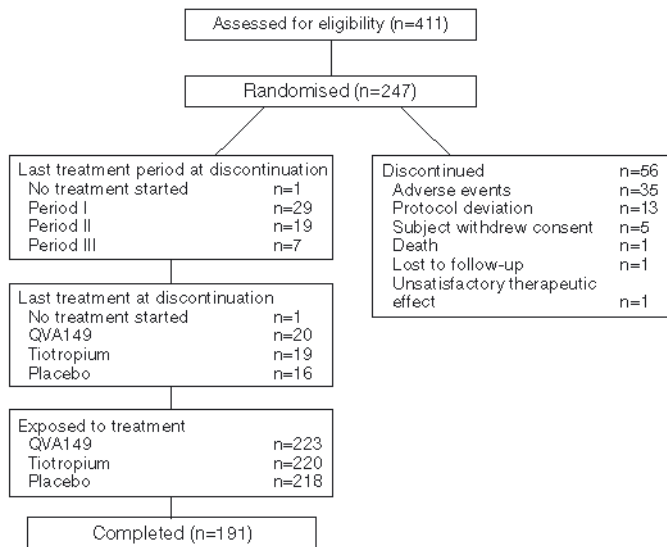 Assessed for eligibility (n=411)
Randomised (n=247)
Last treatment period at discontinuation
No treatment started n=1
Period I n=29
Period II n=19
Period III n=7
Discontinued n=56
Adverse events n=35
Protocol deviation n=13
Subject withdrew consent n=5
Death n=1
Lost to follow-up n=1
Unsatisfactory therapeutic
effect n=1
Last treatment at discontinuation
No treatment started n=1
QVA149 n=20
Tiotropium n=19
Placebo n=16
Exposed to treatment
QVA149 n=223
Tiotropium n=220
Placebo n=218
Completed (n=191)